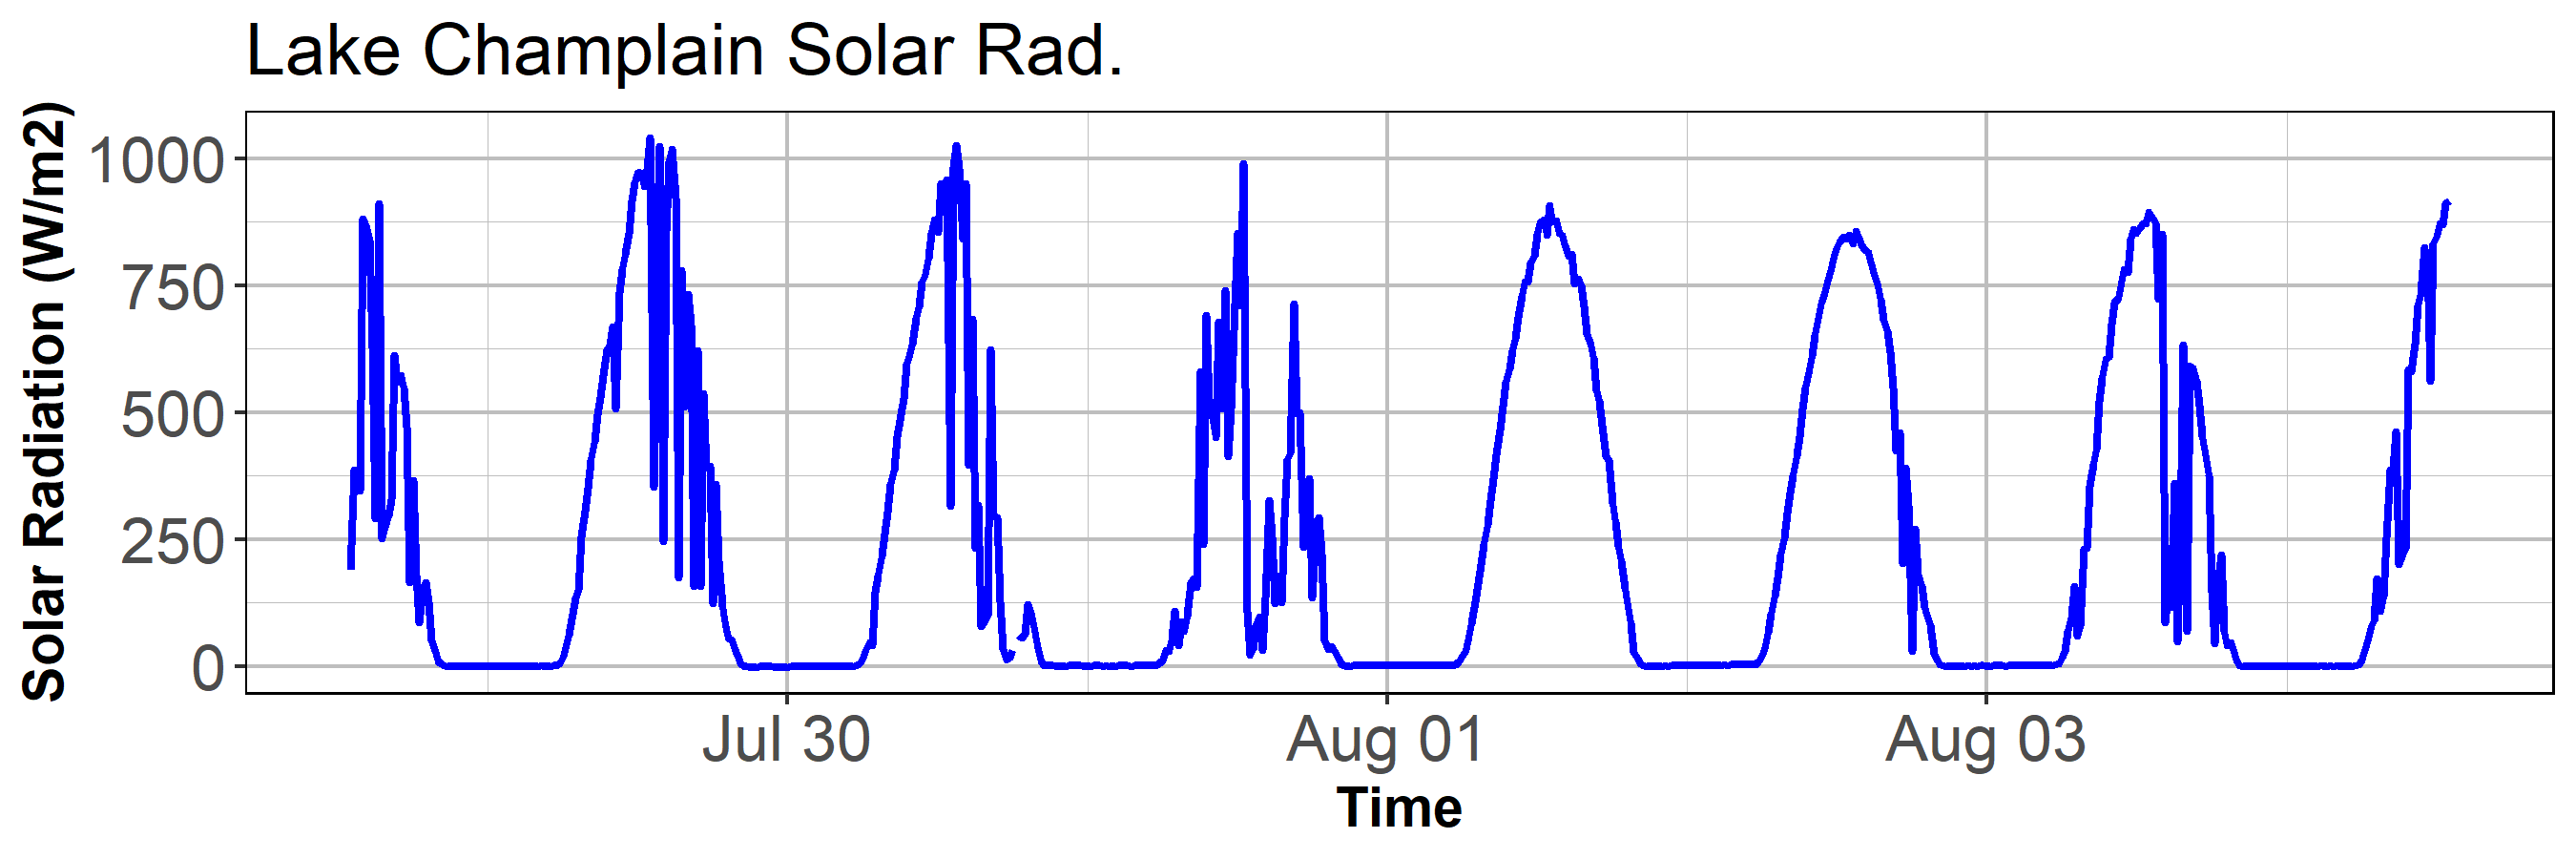 Lake Champlain Solar Rad.
Solar Radiation (W/m2)
1000
750
500
250
0
Jul 30
Aug 01
Aug 03
Time